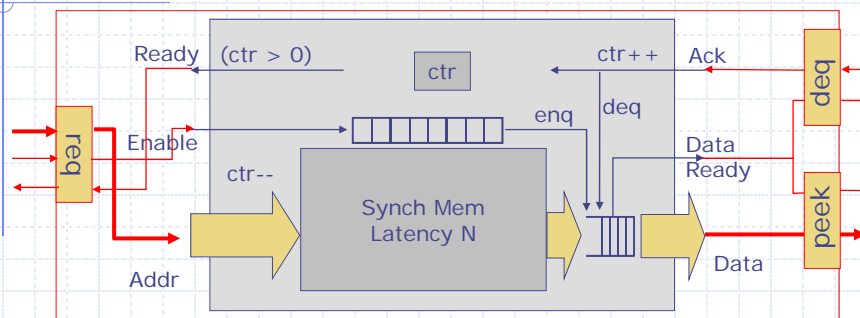 Ready
(ctr > 0)
ctr
ctr++
Ack
deq
req
Enable
enq
deq
Data
Ready
ctr--
Synch Mem
Latency N
peek
Addr
Data